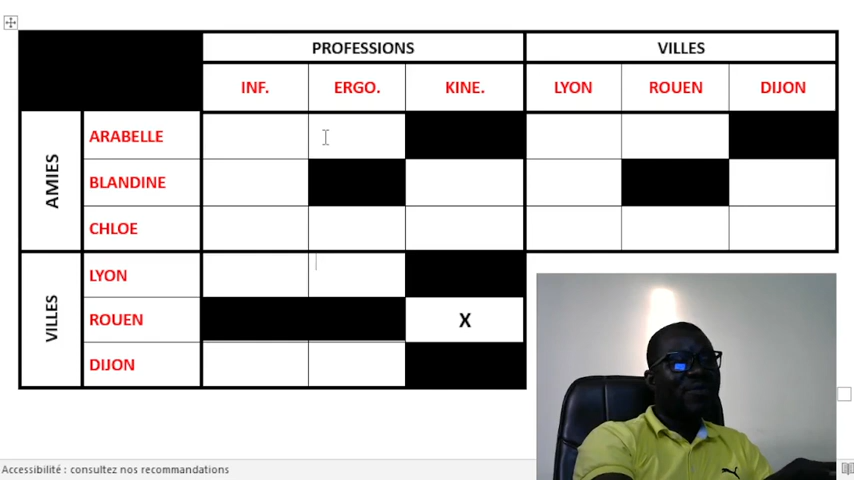 PROFESSIONS VILLES
INF. ERGO. KINE. LYON ROUEN DIJON
AMIES
ARABELLE
BLANDINE
CHLOE
VILLES
LYON
ROUEN X
DIJON
Accessibilité : consultez nos recommandations